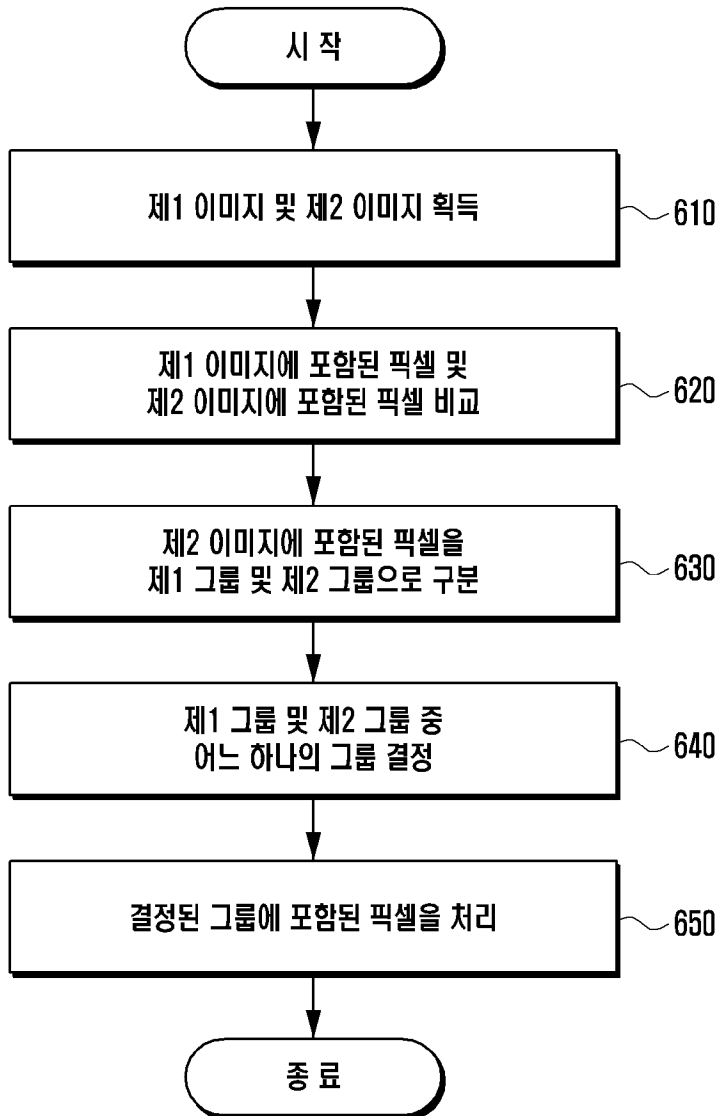 시 작
제1 이미지 및 제2 이미지 획득
610
제1 이미지에 포함된 픽셀 및
제2 이미지에 포함된 픽셀 비교
620
제2 이미지에 포함된 픽셀을
제1 그룹 및 제2 그룹으로 구분
630
제1 그룹 및 제2 그룹 중
어느 하나의 그룹 결정
640
결정된 그룹에 포함된 픽셀을 처리
650
종 료